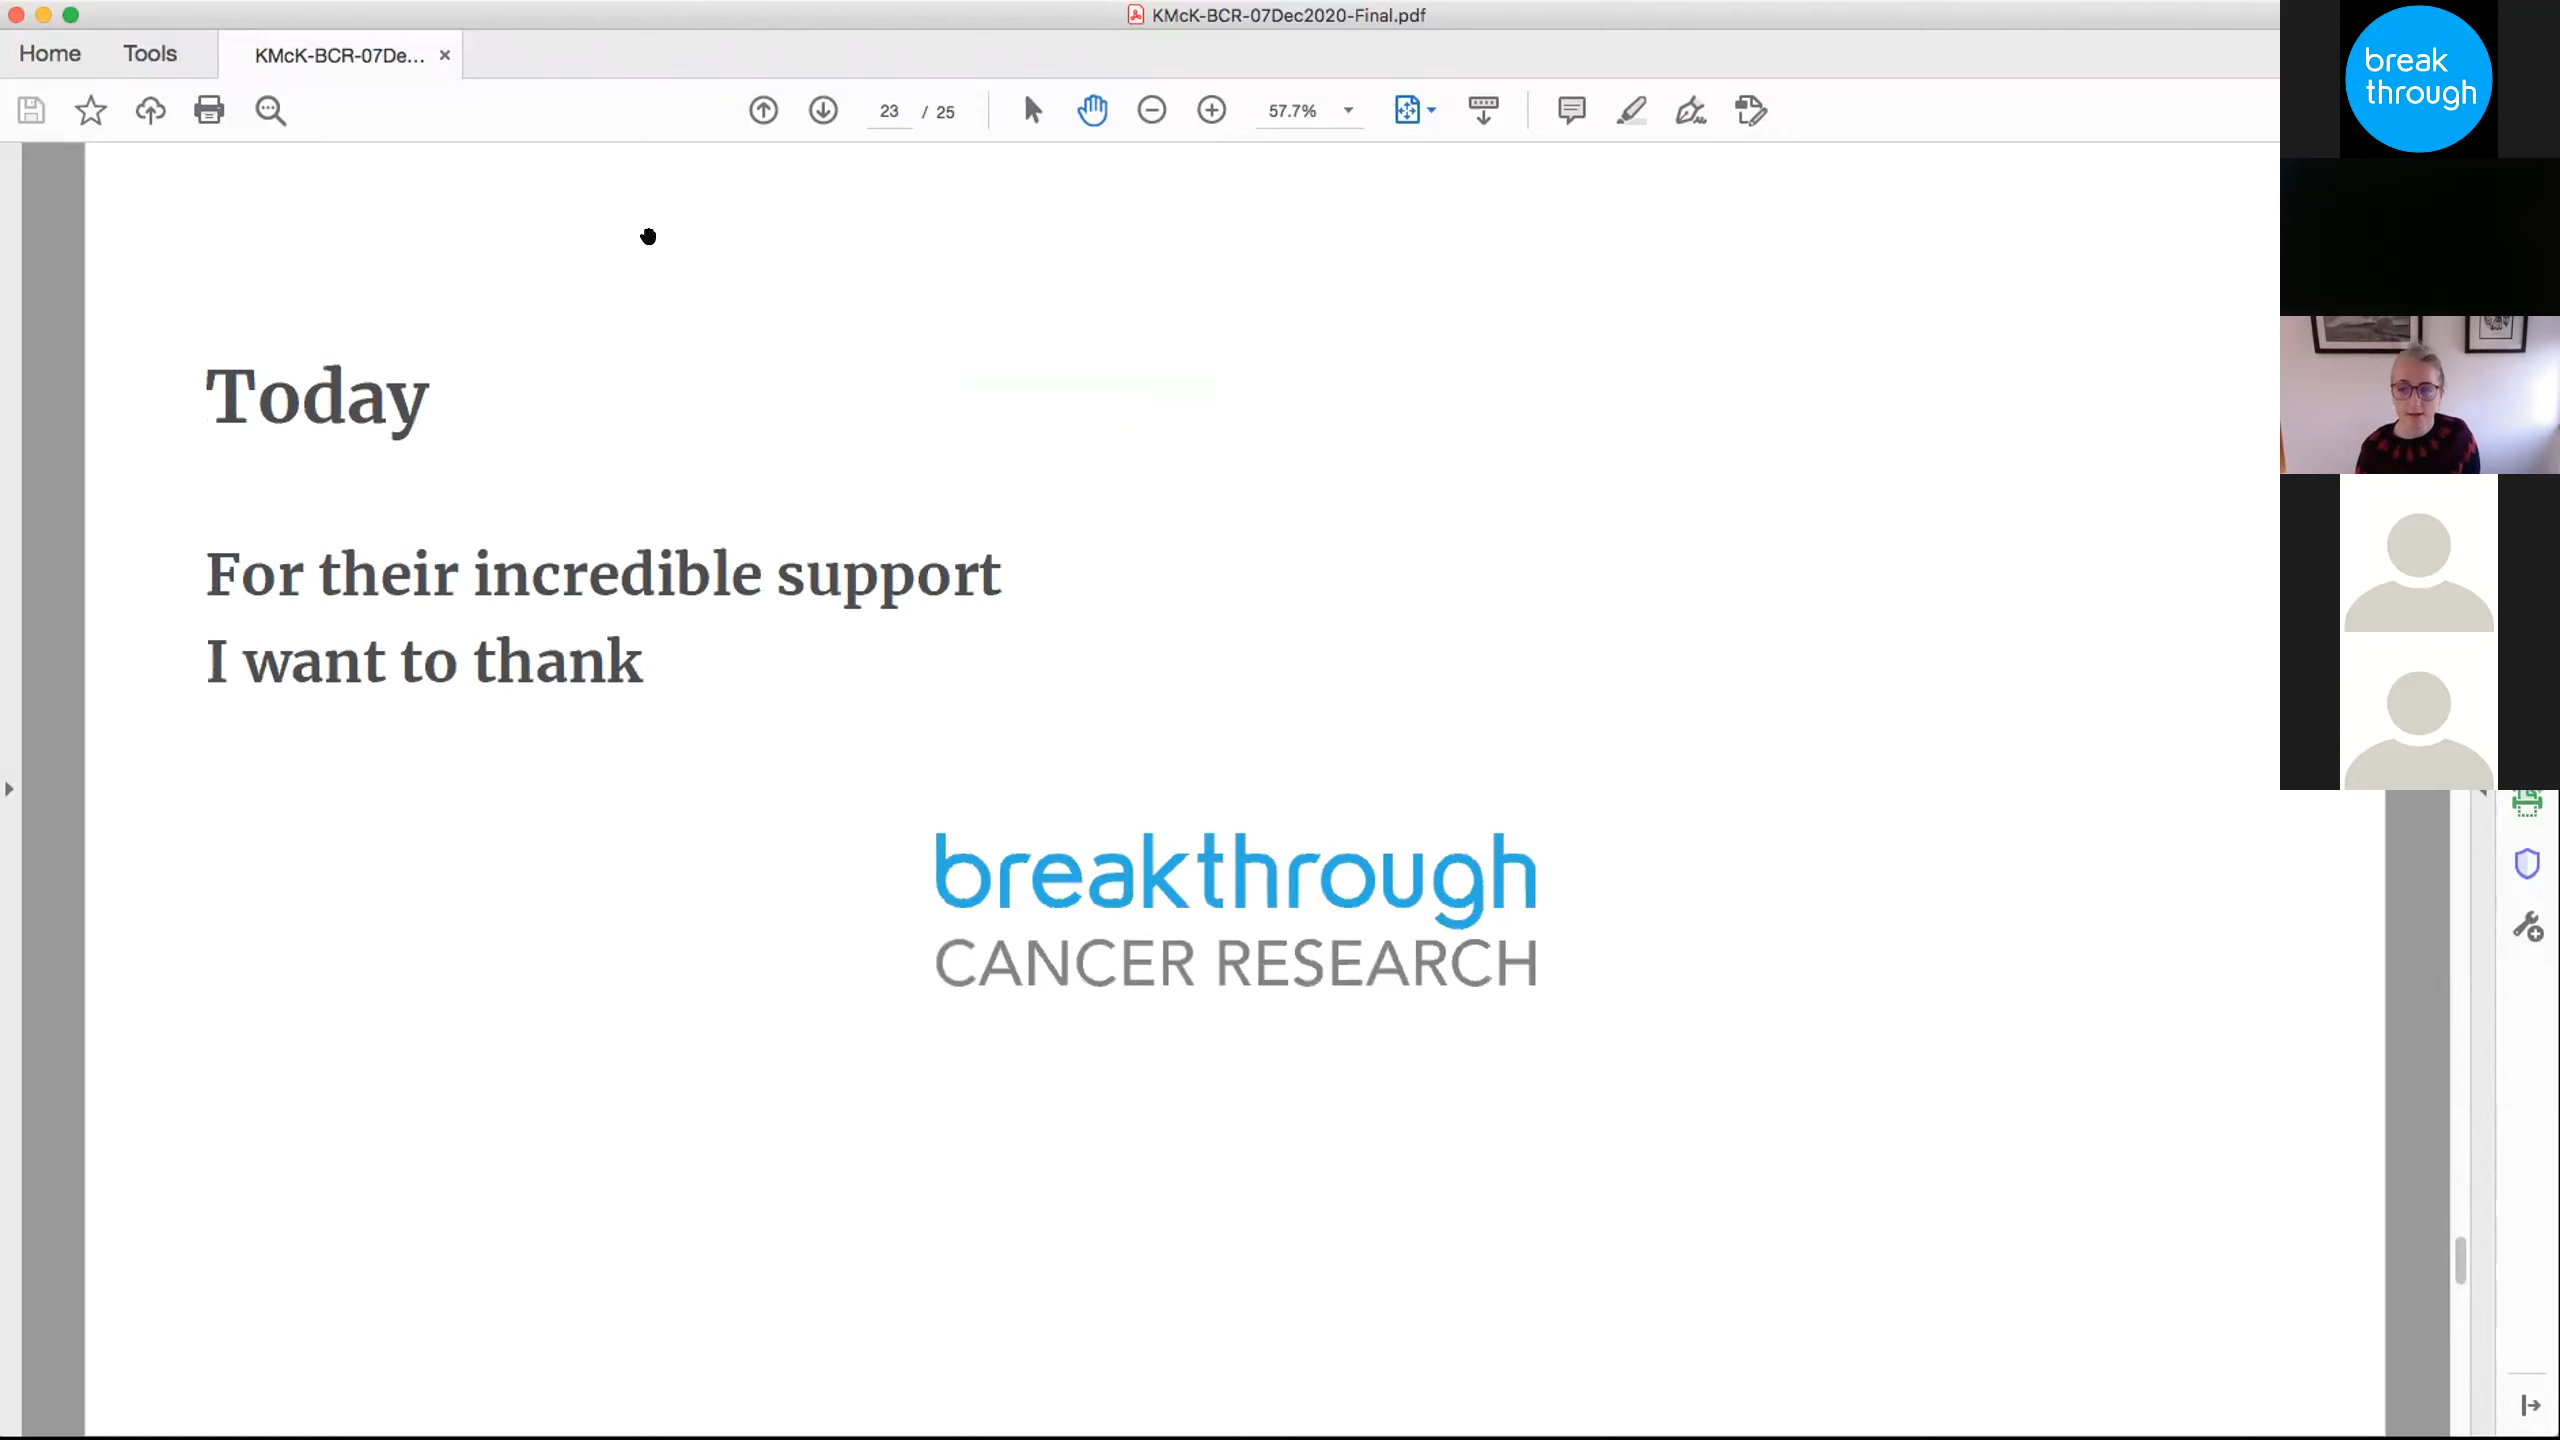 KMcK-BCR-07Dec2020-Final.pdf
Home Tools KMcK-BCR-07De... ×
23 / 25 57.7%
break
through
Today
For their incredible support
I want to thank
breakthrough
CANCER RESEARCH